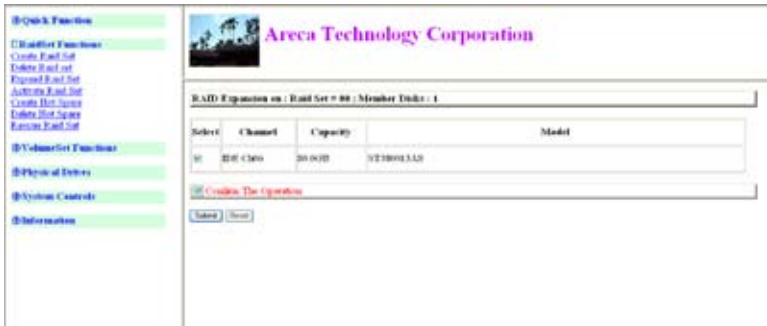 Quick Function
RaidSet Functions
Create Raid Set
Delete Raid set
Expand Raid Set
Activate Raid Set
Create Hot Spare
Delete Hot Spare
Rescue Raid Set
VolumeSet Functions
Physical Drives
System Controls
Information
Areca Technology Corporation
RAID Expansion on : Raid Set # 00 : Member Disks : 1
Select Channel Capacity Model
80.0GB
Confirm The Operation
Submit Reset